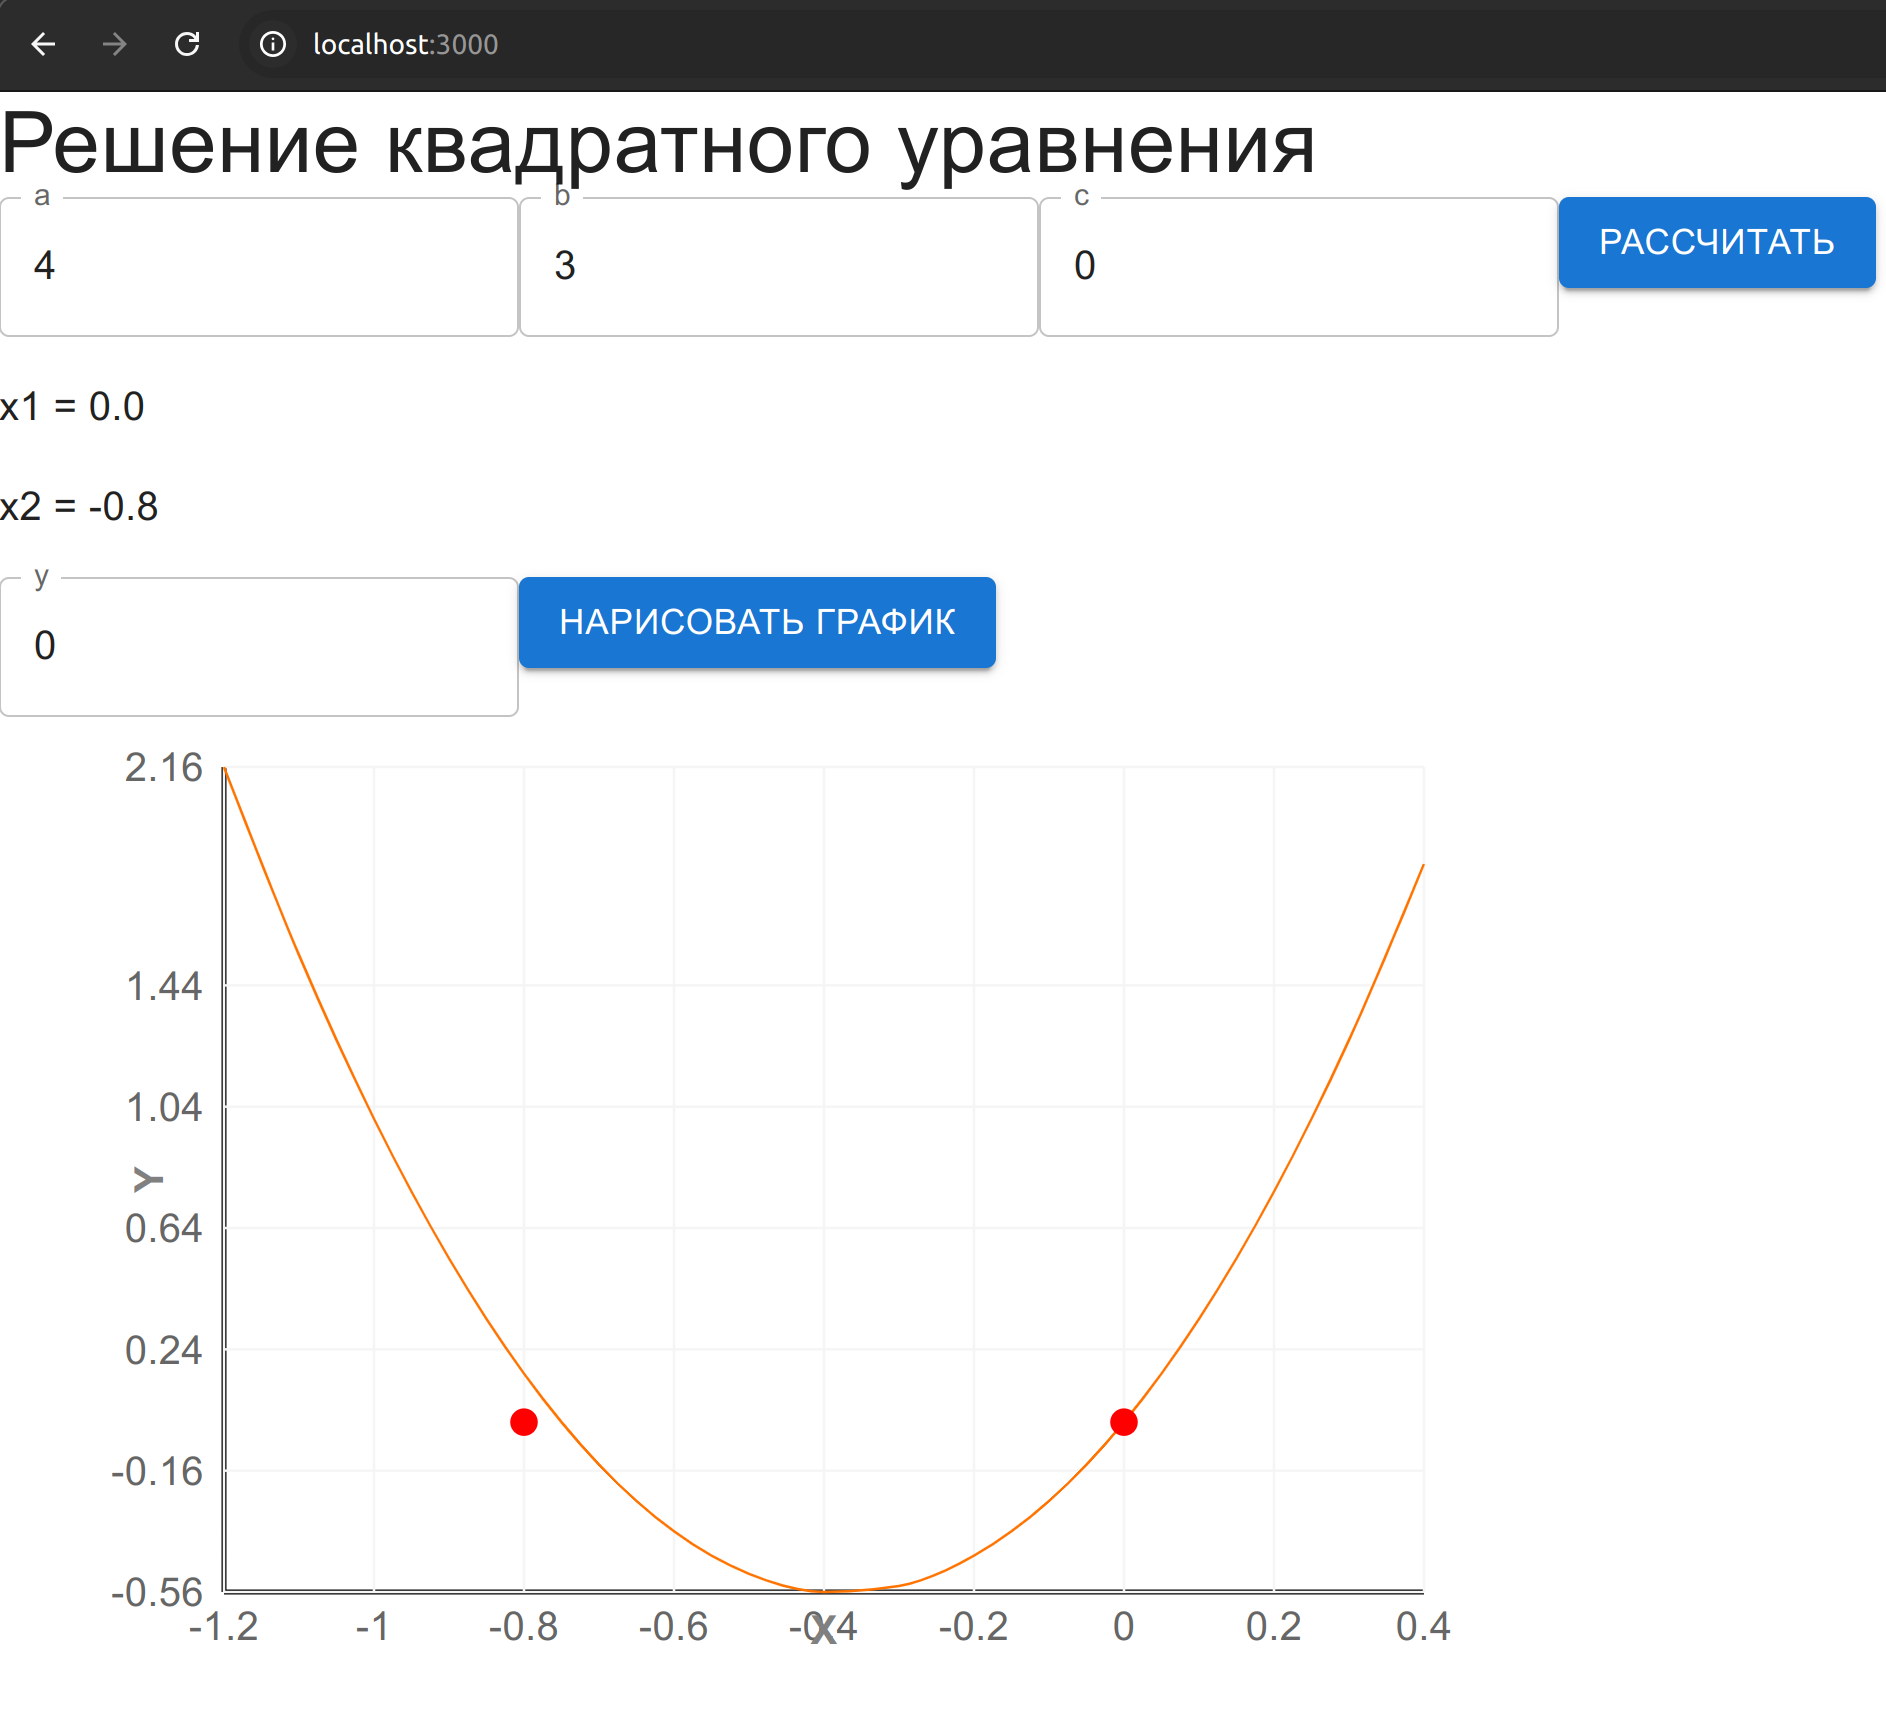 localhost:3000
Решение квадратного уравнения
a b c
4 3 0 РАССЧИТАТЬ
x1 = 0.0
x2 = -0.8
y
0 НАРИСОВАТЬ ГРАФИК
2.16
1.44
1.04
Y
0.64
0.24
-0.16
-0.56
-1.2 -1 -0.8 -0.6 -0.4 -0.2 0 0.2 0.4
X